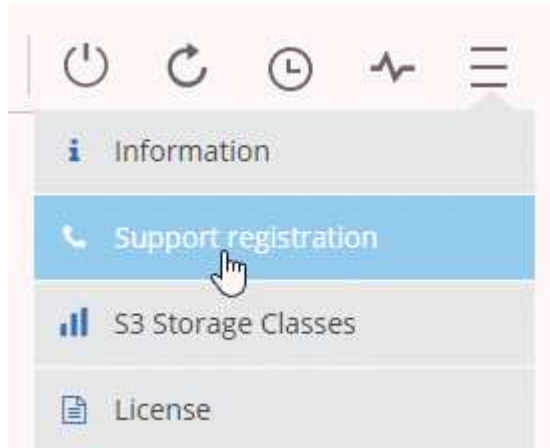 Information
Support registration
S3 Storage Classes
License